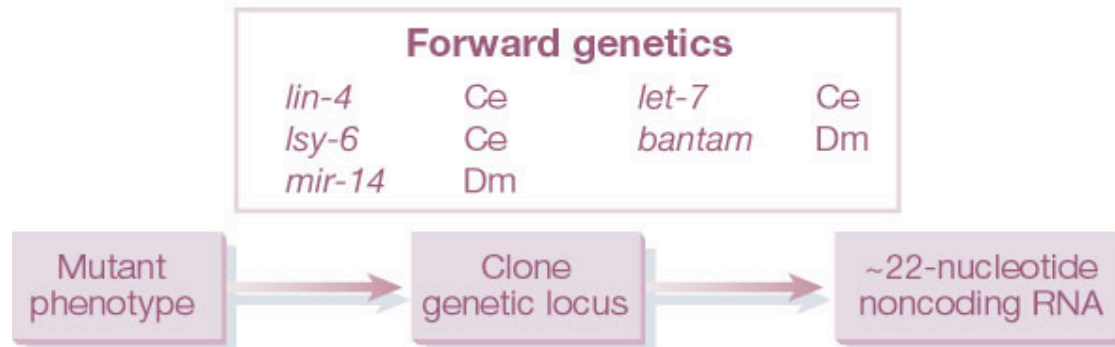 Forward genetics
lin-4 Ce let-7 Ce
lsy-6 Ce bantam Dm
mir-14 Dm
Mutant
phenotype
Clone
genetic locus
~22-nucleotide
noncoding RNA